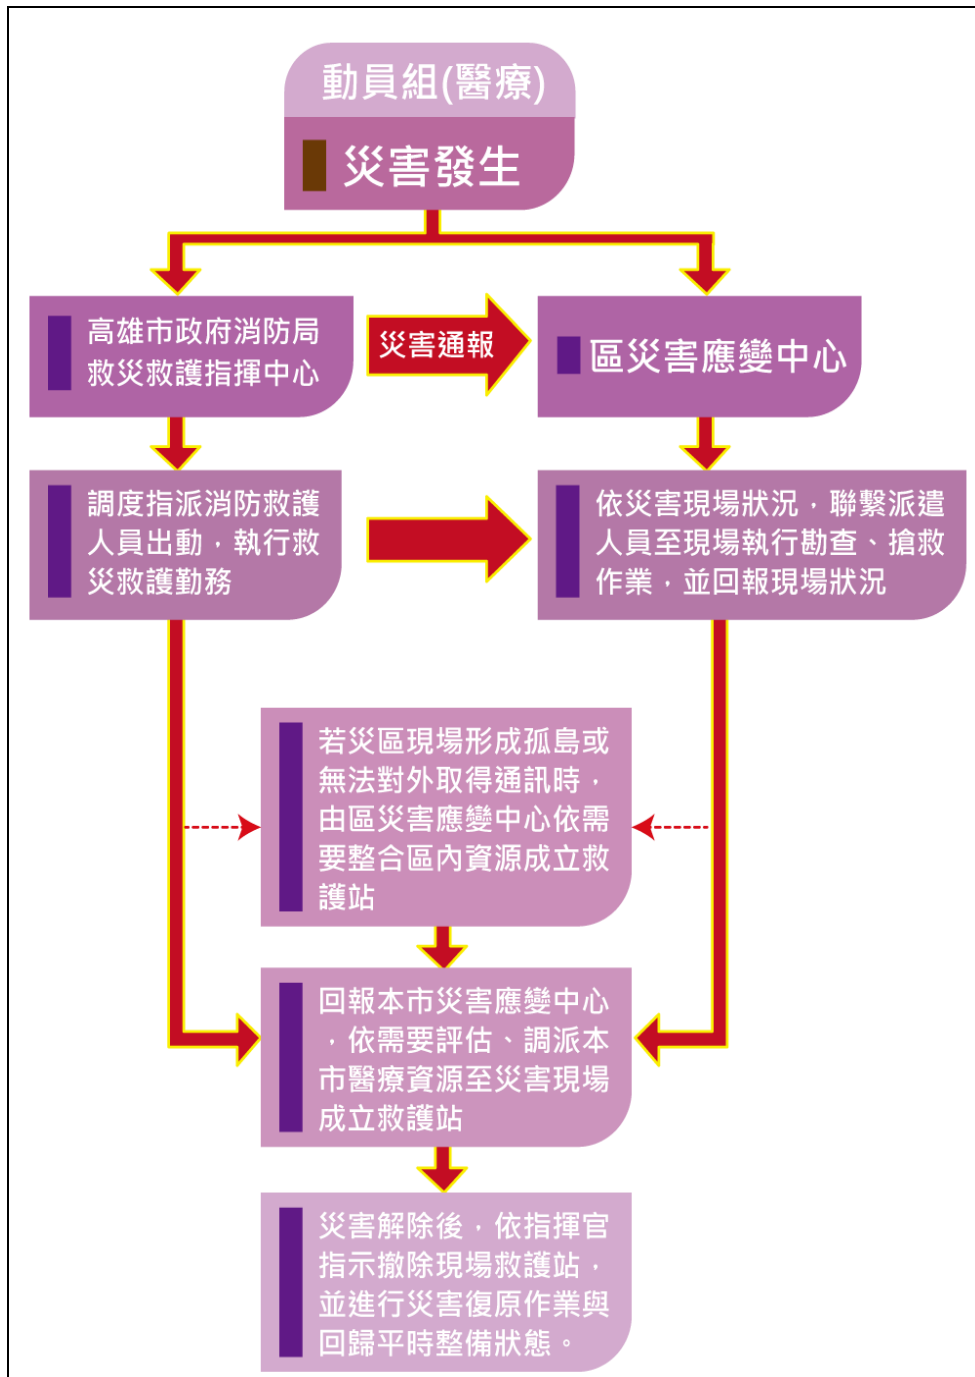 動員組(醫療)
災害發生
高雄市政府消防局
救災救護指揮中心
災害通報
區災害應變中心
調度指派消防救護
人員出動，執行救
災救護勤務
依災害現場狀況，聯繫派遣
人員至現場執行勘查、搶救
作業，並回報現場狀況
若災區現場形成孤島或
無法對外取得通訊時，
由區災害應變中心依需
要整合區內資源成立救
護站
回報本市災害應變中心
，依需要評估、調派本
市醫療資源至災害現場
成立救護站
災害解除後，依指揮官
指示撤除現場救護站，
並進行災害復原作業與
回歸平時整備狀態。